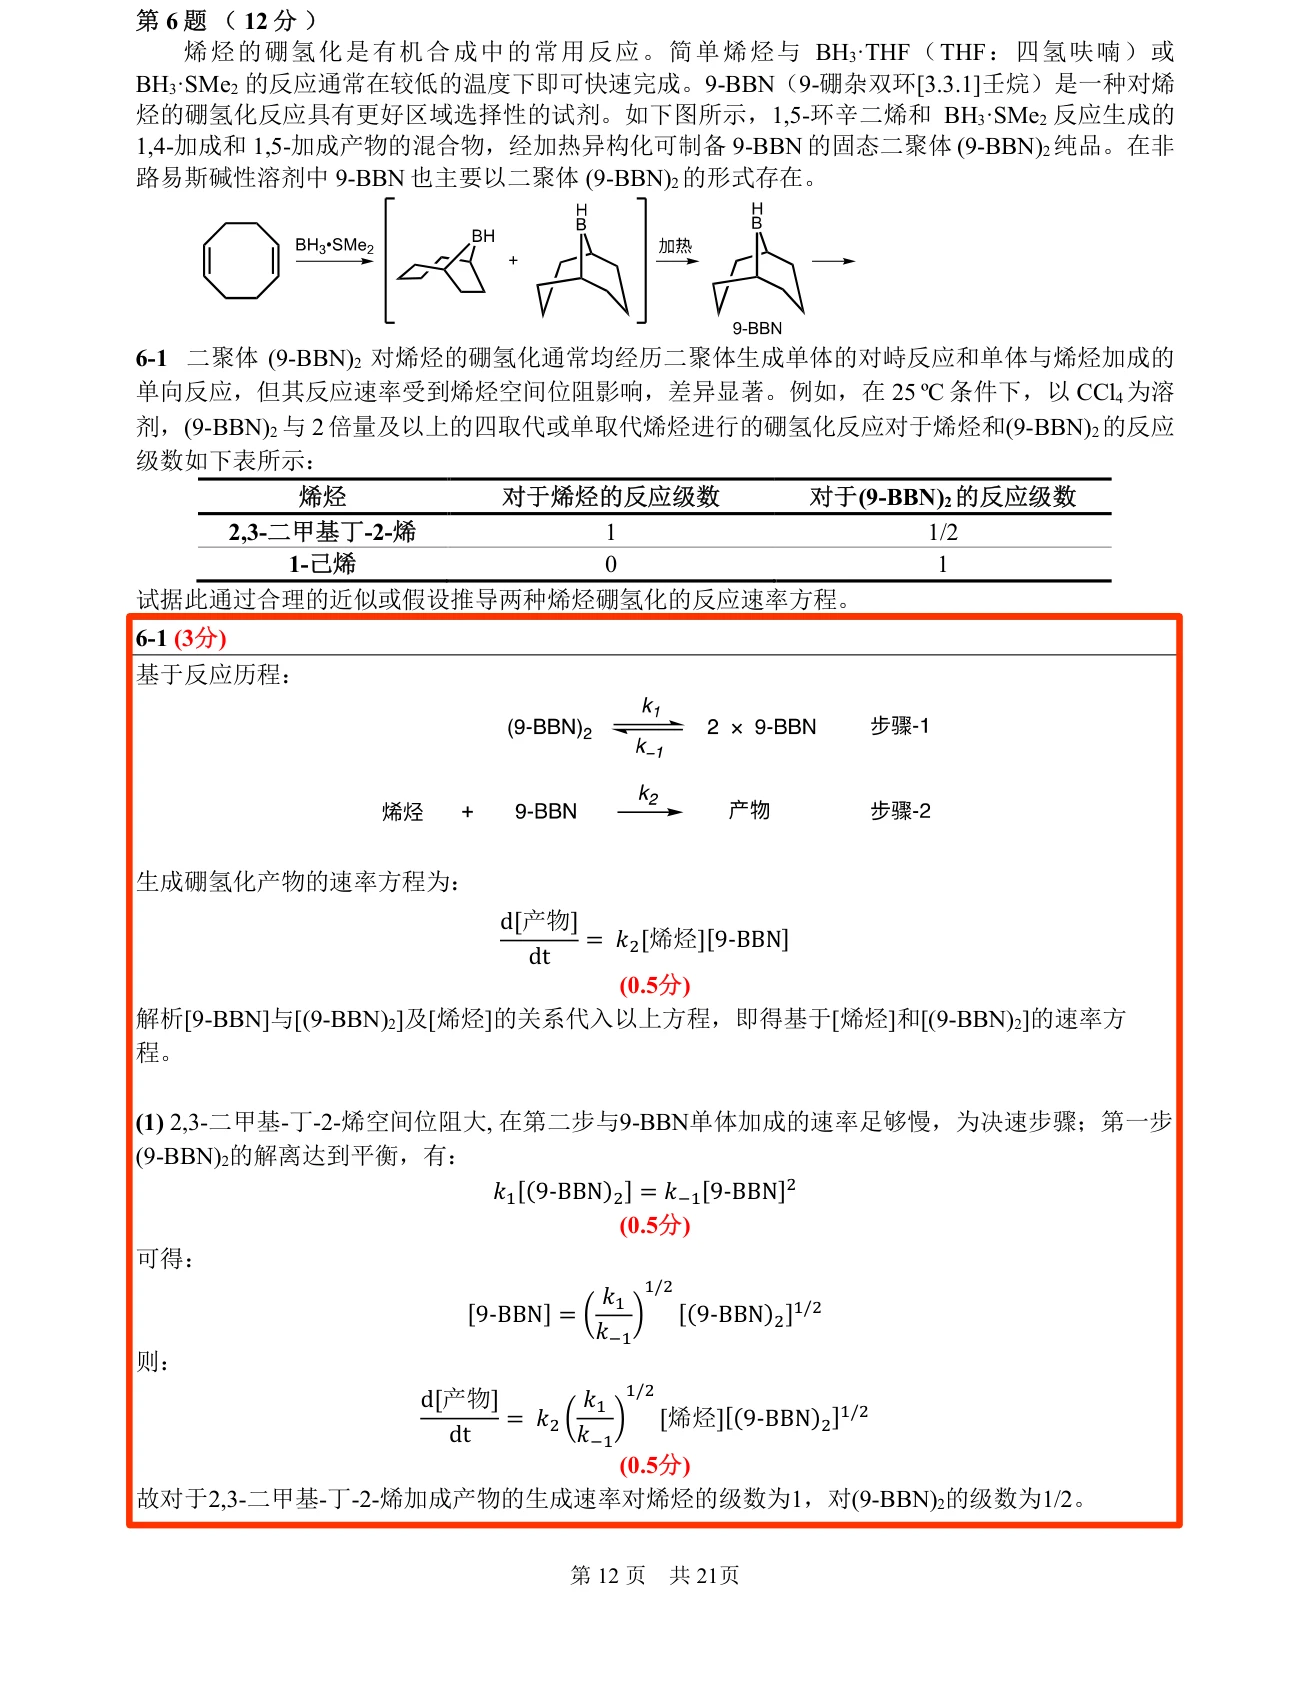 第 6 题 （ 12 分 ）
烯烃的硼氢化是有机合成中的常用反应。简单烯烃与 BH₃·THF（THF：四氢呋喃）或
BH₃·SMe₂ 的反应通常在较低的温度下即可快速完成。9-BBN（9-硼杂双环[3.3.1]壬烷）是一种对烯
烃的硼氢化反应具有更好区域选择性的试剂。如下图所示，1,5-环辛二烯和 BH₃·SMe₂ 反应生成的
1,4-加成和 1,5-加成产物的混合物，经加热异构化可制备 9-BBN 的固态二聚体 (9-BBN)₂ 纯品。在非
路易斯碱性溶剂中 9-BBN 也主要以二聚体 (9-BBN)₂ 的形式存在。
BH₃•SMe₂ BH + H B 加热 H B
9-BBN
6-1 二聚体 (9-BBN)₂ 对烯烃的硼氢化通常均经历二聚体生成单体的对峙反应和单体与烯烃加成的
单向反应，但其反应速率受到烯烃空间位阻影响，差异显著。例如，在 25 ºC 条件下，以 CCl₄ 为溶
剂，(9-BBN)₂ 与 2 倍量及以上的四取代或单取代烯烃进行的硼氢化反应对于烯烃和(9-BBN)₂ 的反应
级数如下表所示：
烯烃 对于烯烃的反应级数 对于(9-BBN)₂ 的反应级数
2,3-二甲基丁-2-烯 1 1/2
1-己烯 0 1
试据此通过合理的近似或假设推导两种烯烃硼氢化的反应速率方程。
6-1 (3分)
基于反应历程：
(9-BBN)₂ k₁ k₋₁ 2 × 9-BBN 步骤-1
烯烃 + 9-BBN k₂ 产物 步骤-2
生成硼氢化产物的速率方程为：
d[产物]/dt = k₂[烯烃][9-BBN]
(0.5分)
解析[9-BBN]与[(9-BBN)₂]及[烯烃]的关系代入以上方程，即得基于[烯烃]和[(9-BBN)₂]的速率方
程。
(1) 2,3-二甲基-丁-2-烯空间位阻大, 在第二步与9-BBN单体加成的速率足够慢，为决速步骤；第一步
(9-BBN)₂的解离达到平衡，有：
k₁[(9-BBN)₂] = k₋₁[9-BBN]²
(0.5分)
可得：
[9-BBN] = (k₁/k₋₁)^1/2 [(9-BBN)₂]^1/2
则：
d[产物]/dt = k₂ (k₁/k₋₁)^1/2 [烯烃][(9-BBN)₂]^1/2
(0.5分)
故对于2,3-二甲基-丁-2-烯加成产物的生成速率对烯烃的级数为1，对(9-BBN)₂的级数为1/2。
第 12 页 共 21页